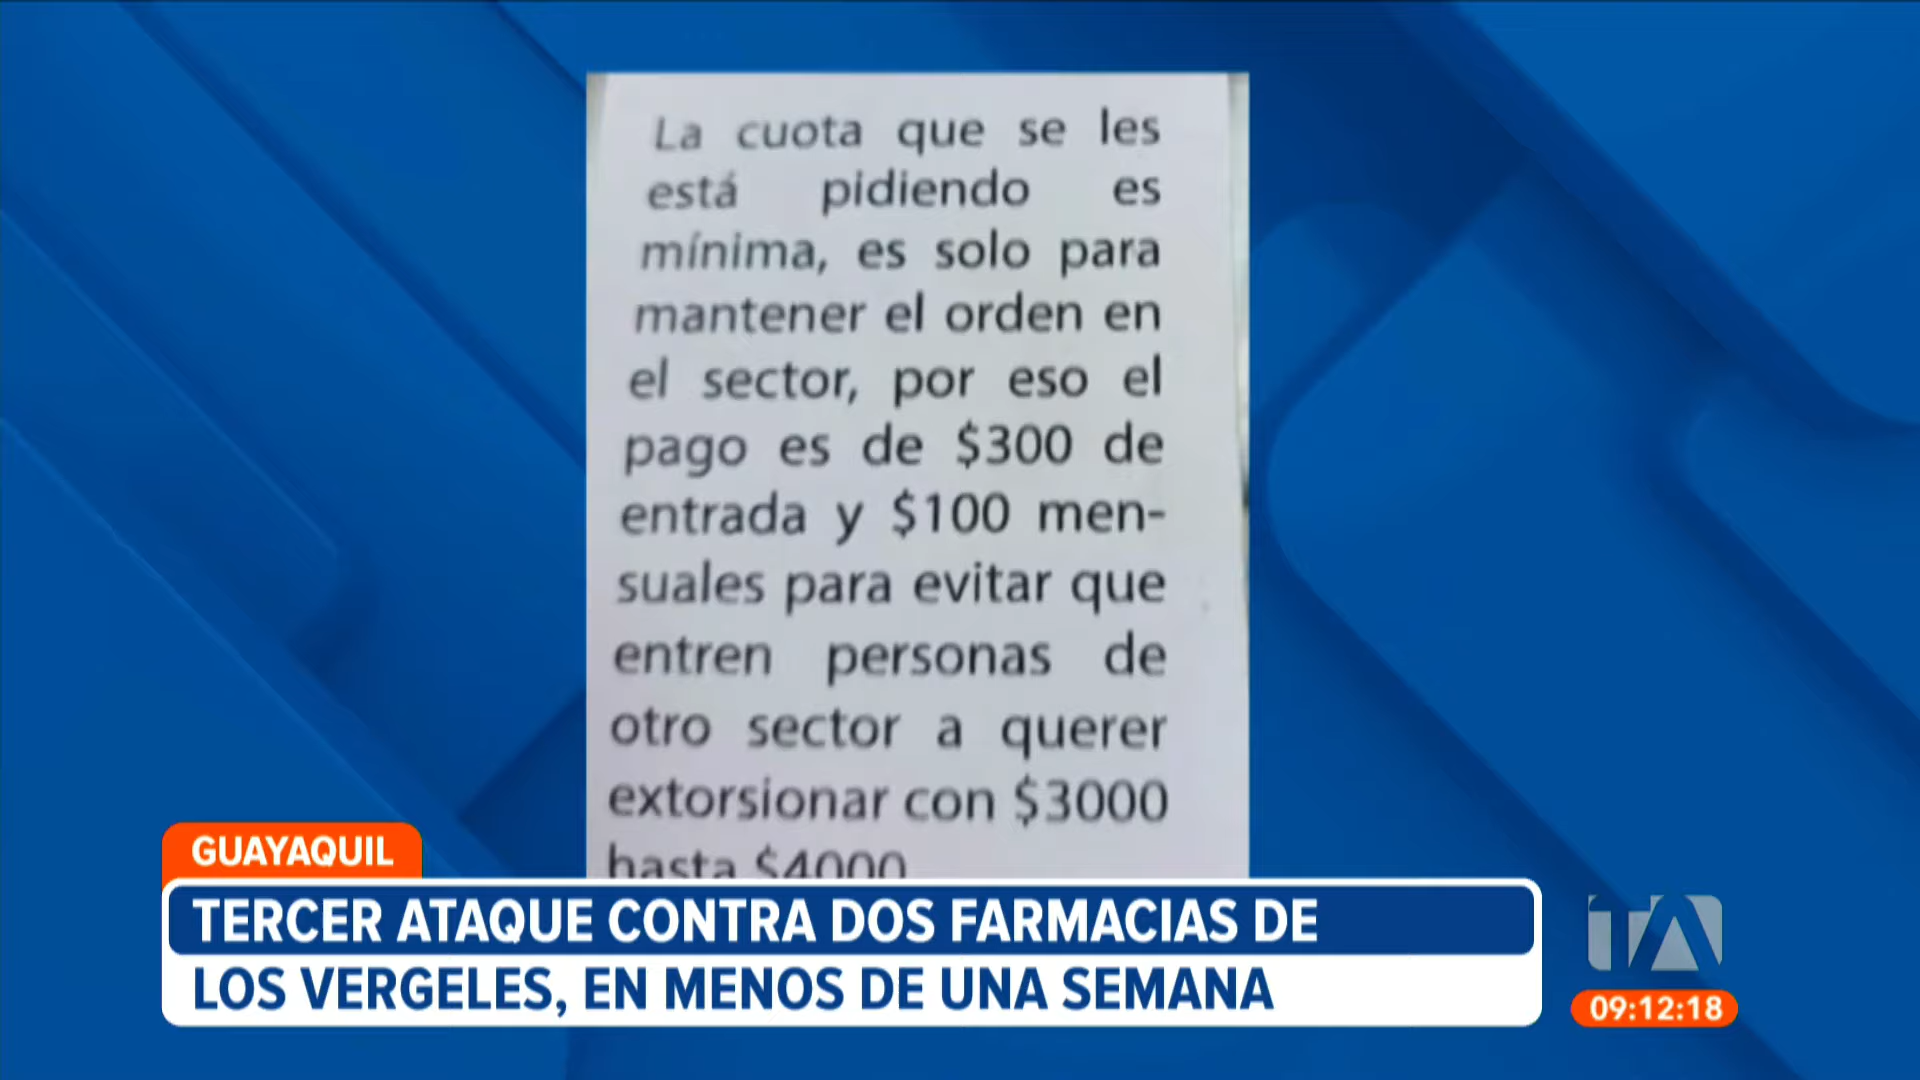 La cuota que se les
está pidiendo es
mínima, es solo para
mantener el orden en
el sector, por eso el
pago es de $300 de
entrada y $100 men-
suales para evitar que
entren personas de
otro sector a querer
extorsionar con $3000
hasta $4000
GUAYAQUIL
TERCER ATAQUE CONTRA DOS FARMACIAS DE
LOS VERGELES, EN MENOS DE UNA SEMANA
TA
09:12:18